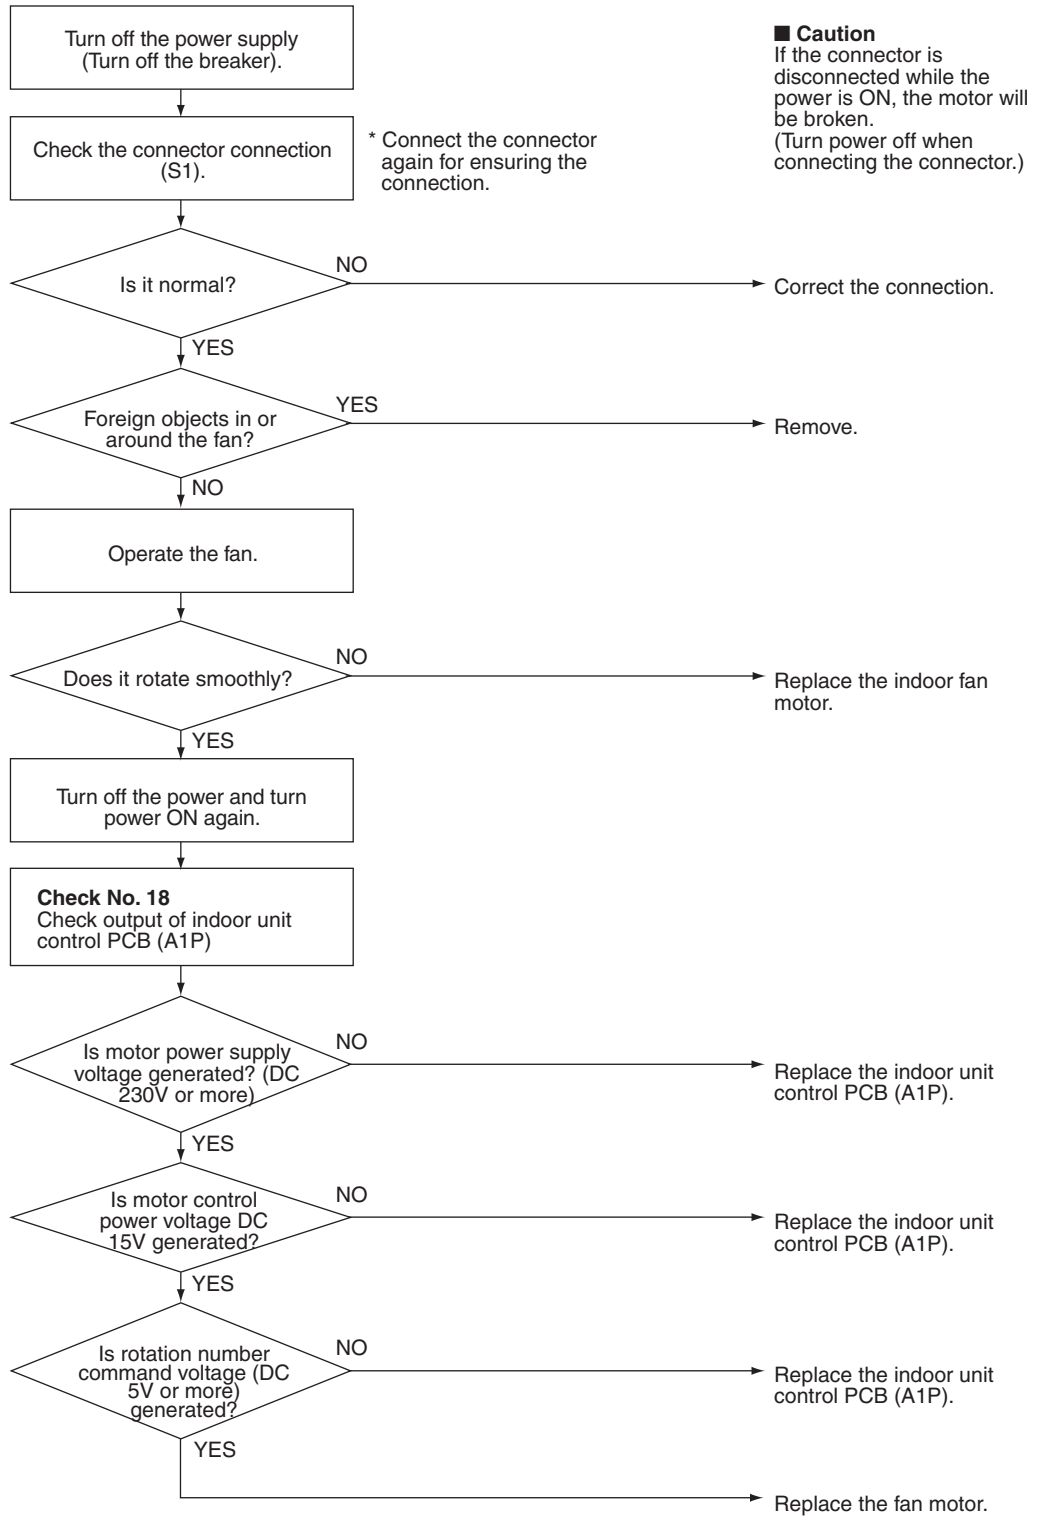 Turn off the power supply
(Turn off the breaker).
■ Caution
If the connector is
disconnected while the
power is ON, the motor will
be broken.
(Turn power off when
connecting the connector.)
Check the connector connection
(S1).
* Connect the connector
again for ensuring the
connection.
Is it normal?
NO
Correct the connection.
YES
Foreign objects in or
around the fan?
YES
Remove.
NO
Operate the fan.
Does it rotate smoothly?
NO
Replace the indoor fan
motor.
YES
Turn off the power and turn
power ON again.
Check No. 18
Check output of indoor unit
control PCB (A1P)
Is motor power supply
voltage generated? (DC
230V or more)
NO
Replace the indoor unit
control PCB (A1P).
YES
Is motor control
power voltage DC
15V generated?
NO
Replace the indoor unit
control PCB (A1P).
YES
Is rotation number
command voltage (DC
5V or more)
generated?
NO
Replace the indoor unit
control PCB (A1P).
YES
Replace the fan motor.